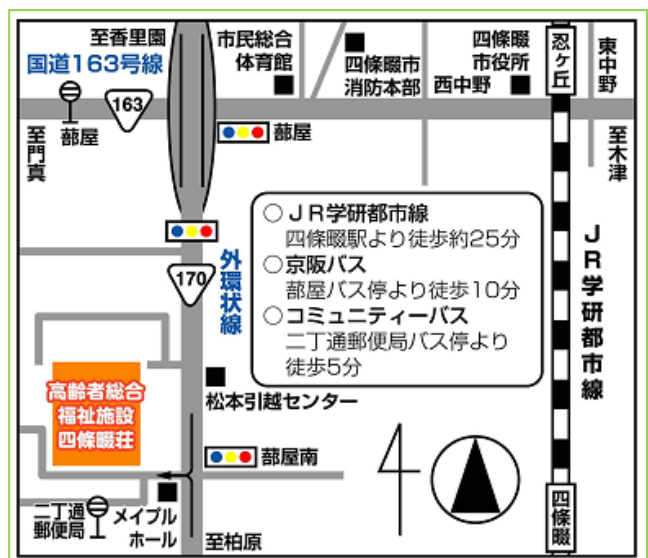 至香里園
国道163号線
市民総合
体育館
四條畷市
消防本部
四條畷
市役所
西中野
忍ヶ丘
東中野
163
蔀屋
蔀屋
至門真
至木津
○JR学研都市線
四條畷駅より徒歩約25分
○京阪バス
蔀屋バス停より徒歩10分
○コミュニティーバス
二丁通郵便局バス停より
徒歩5分
170
外環状線
JR学研都市線
高齢者総合
福祉施設
四條畷荘
松本引越センター
蔀屋南
二丁通
郵便局
メイプル
ホール
至柏原
四條畷